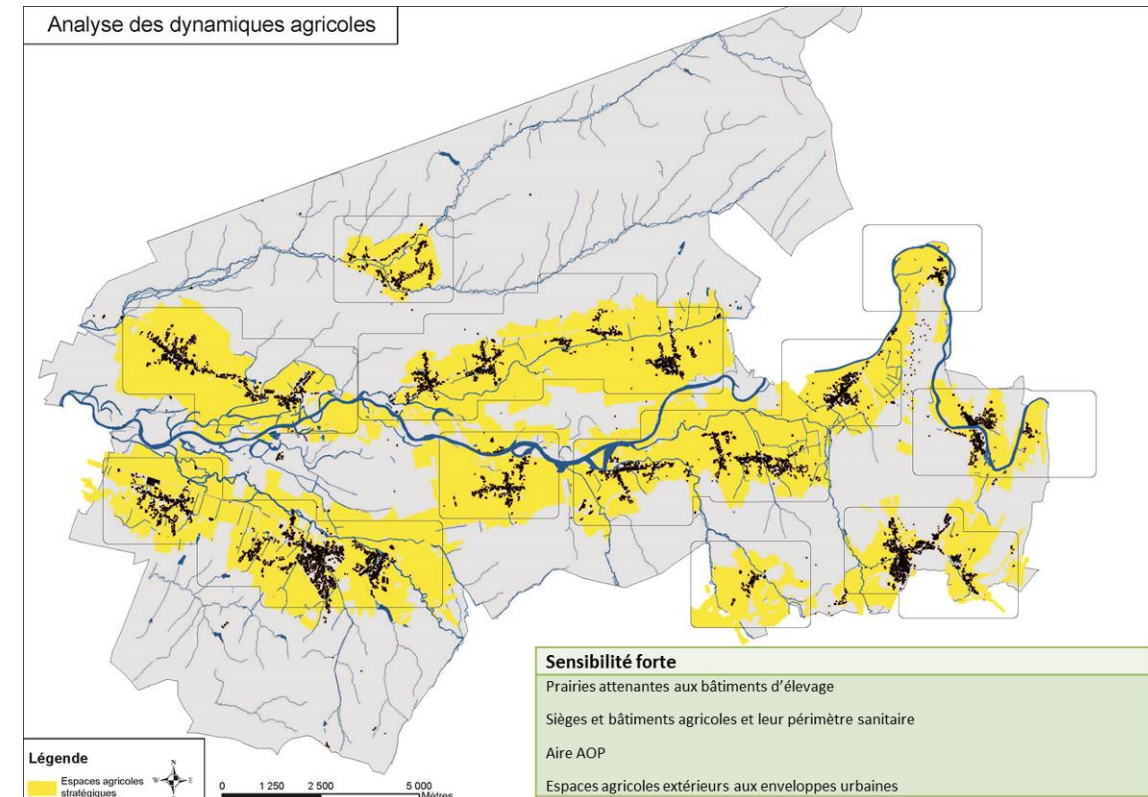 Analyse des dynamiques agricoles
Sensibilité forte
Prairies attenantes aux bâtiments d'élevage
Sièges et bâtiments agricoles et leur périmètre sanitaire
Aire AOP
Espaces agricoles extérieurs aux enveloppes urbaines
Légende
Espaces agricoles
stratégiques
N
W E
0 1 250 2 500 5 000
Mètres